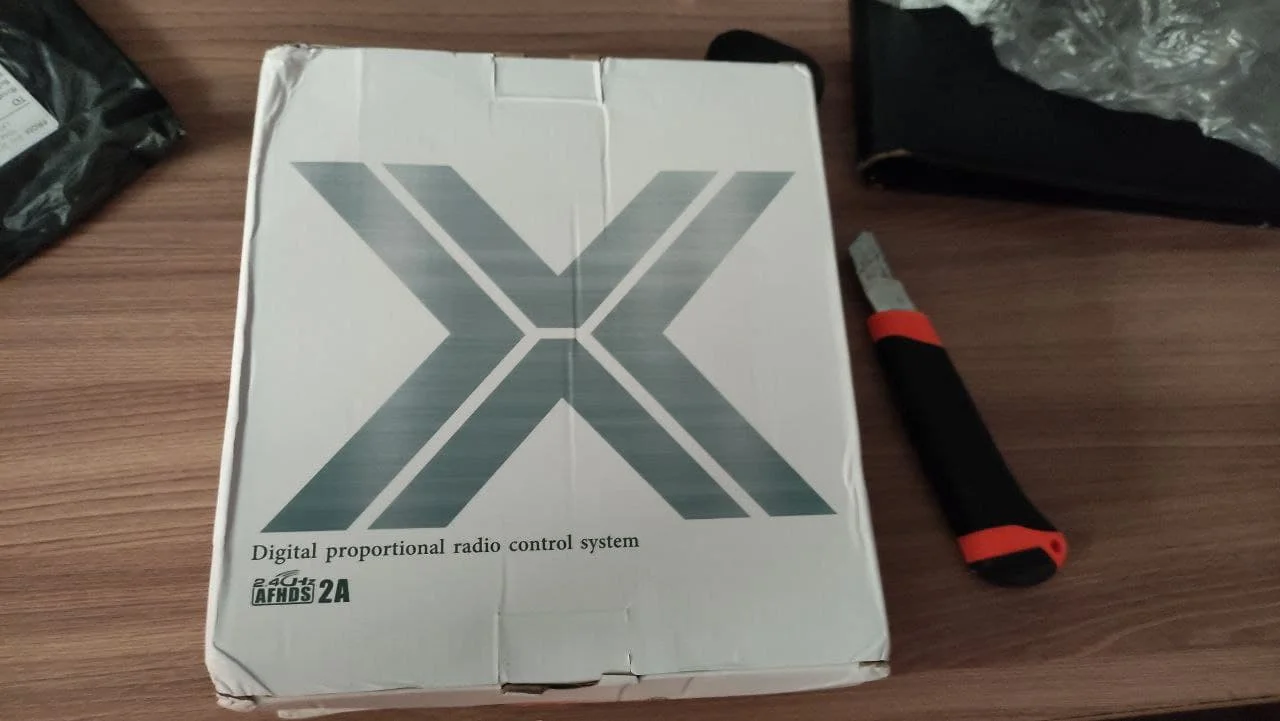 Digital proportional radio control system
2.4GHz
AFHDS 2A